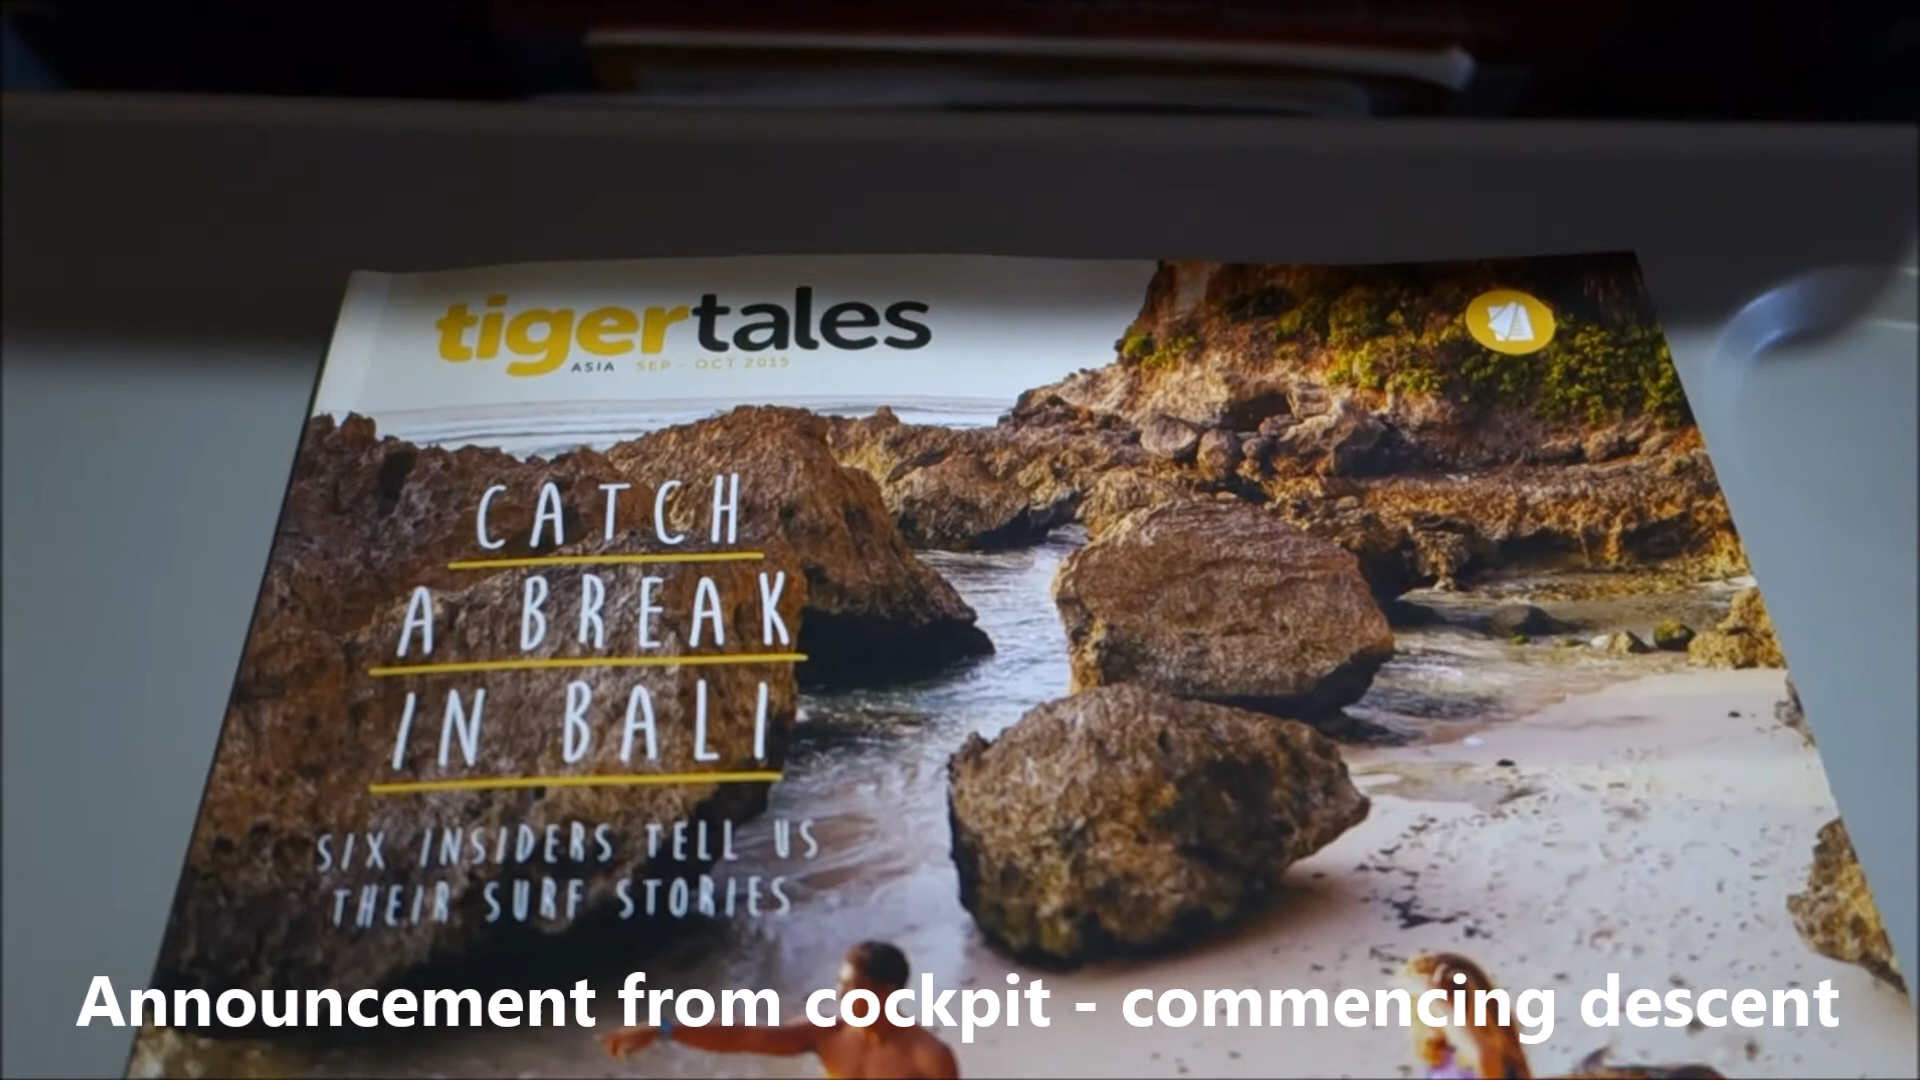 tigertales
ASIA SEP - OCT 2015
CATCH
A BREAK
IN BALI
SIX INSIDERS TELL US
THEIR SURF STORIES
Announcement from cockpit - commencing descent